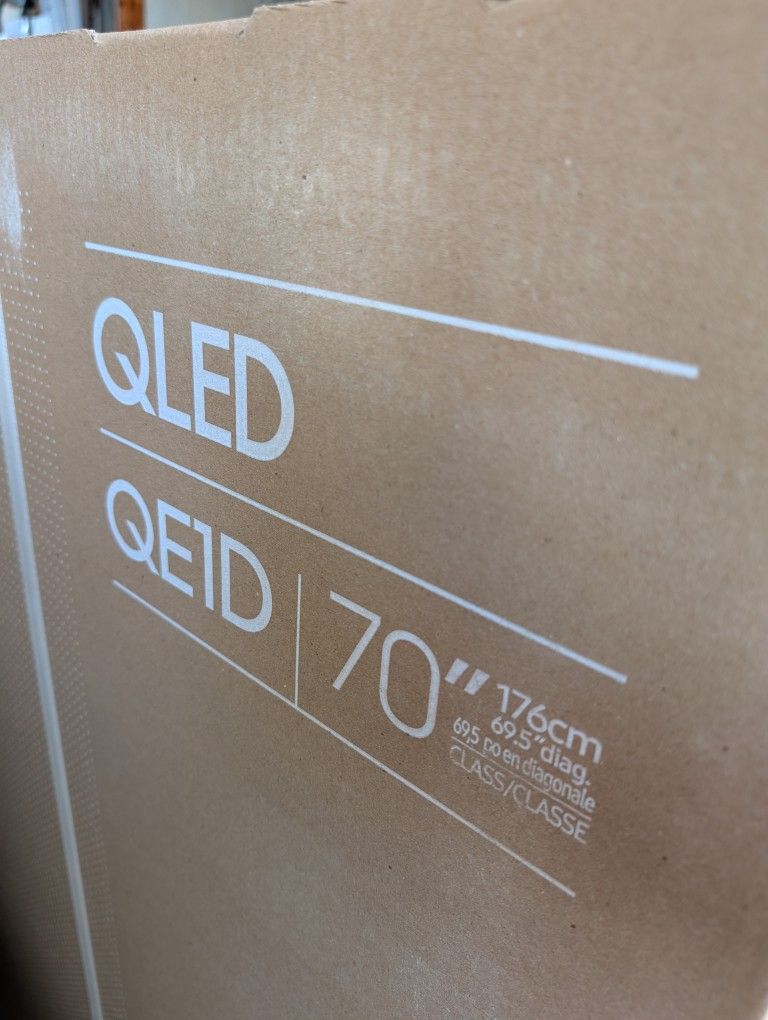 QLED
QE1D
70"
176cm
69.5" diag.
69,5 po en diagonale
CLASS/CLASSE